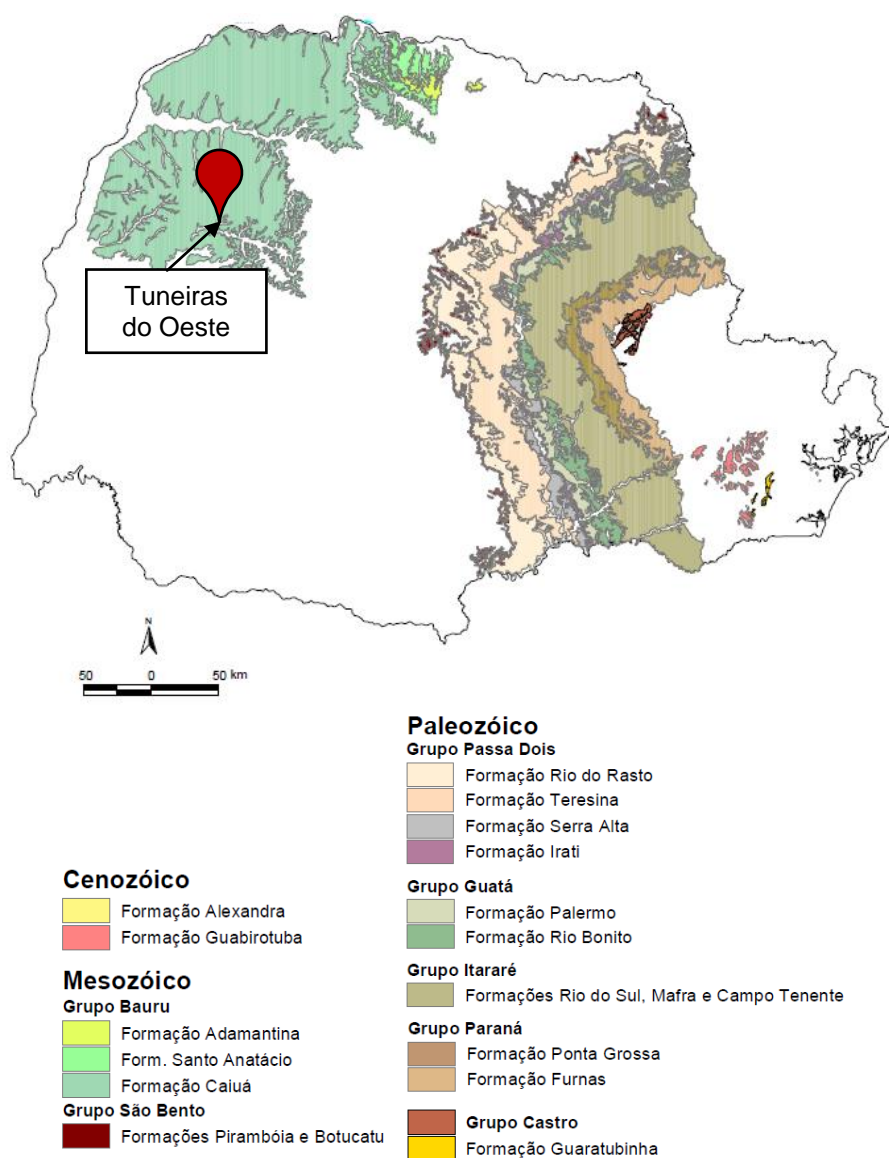 Tuneiras
do Oeste
N
50 0 50 km
Paleozóico
Grupo Passa Dois
Formação Rio do Rasto
Formação Teresina
Formação Serra Alta
Formação Irati
Grupo Guatá
Formação Palermo
Formação Rio Bonito
Grupo Itararé
Formações Rio do Sul, Mafra e Campo Tenente
Grupo Paraná
Formação Ponta Grossa
Formação Furnas
Grupo Castro
Formação Guaratubinha
Cenozóico
Formação Alexandra
Formação Guabirotuba
Mesozóico
Grupo Bauru
Formação Adamantina
Form. Santo Anatácio
Formação Caiuá
Grupo São Bento
Formações Pirambóia e Botucatu